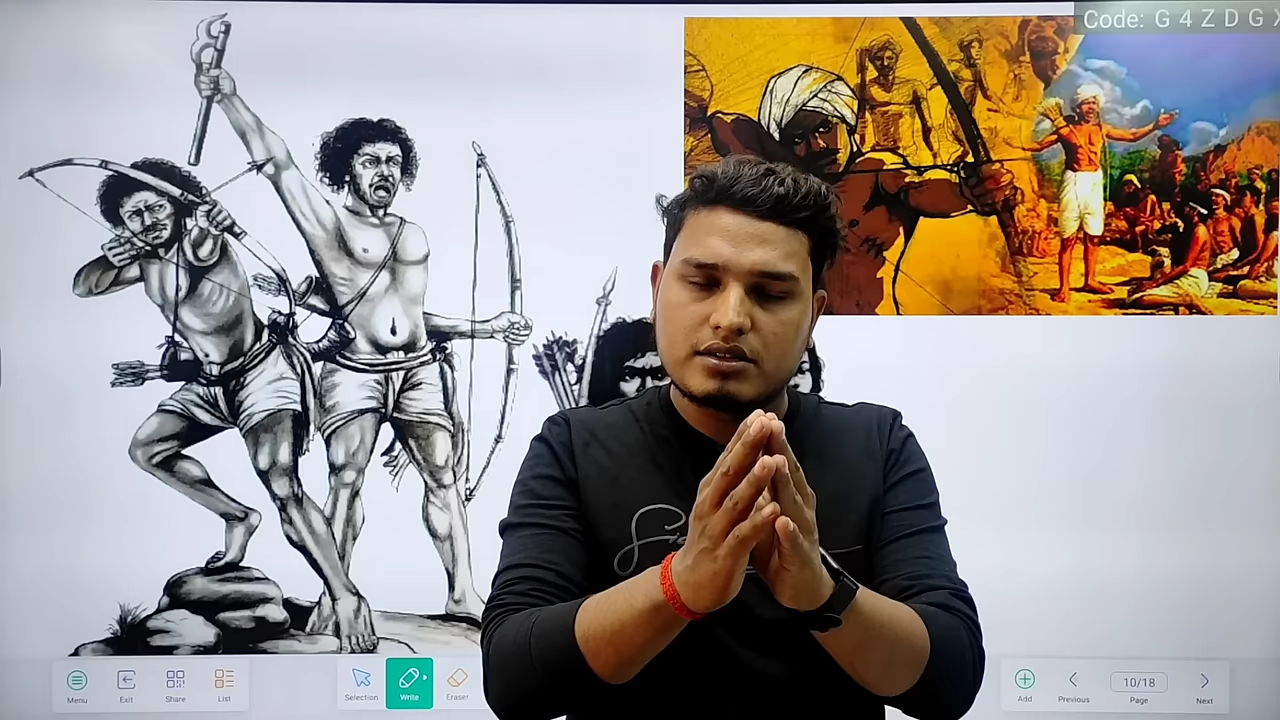 Code: G 4 Z D G X
Menu
Exit
Share
List
Selection
Write
Eraser
Add
Previous
10/18
Page
Next